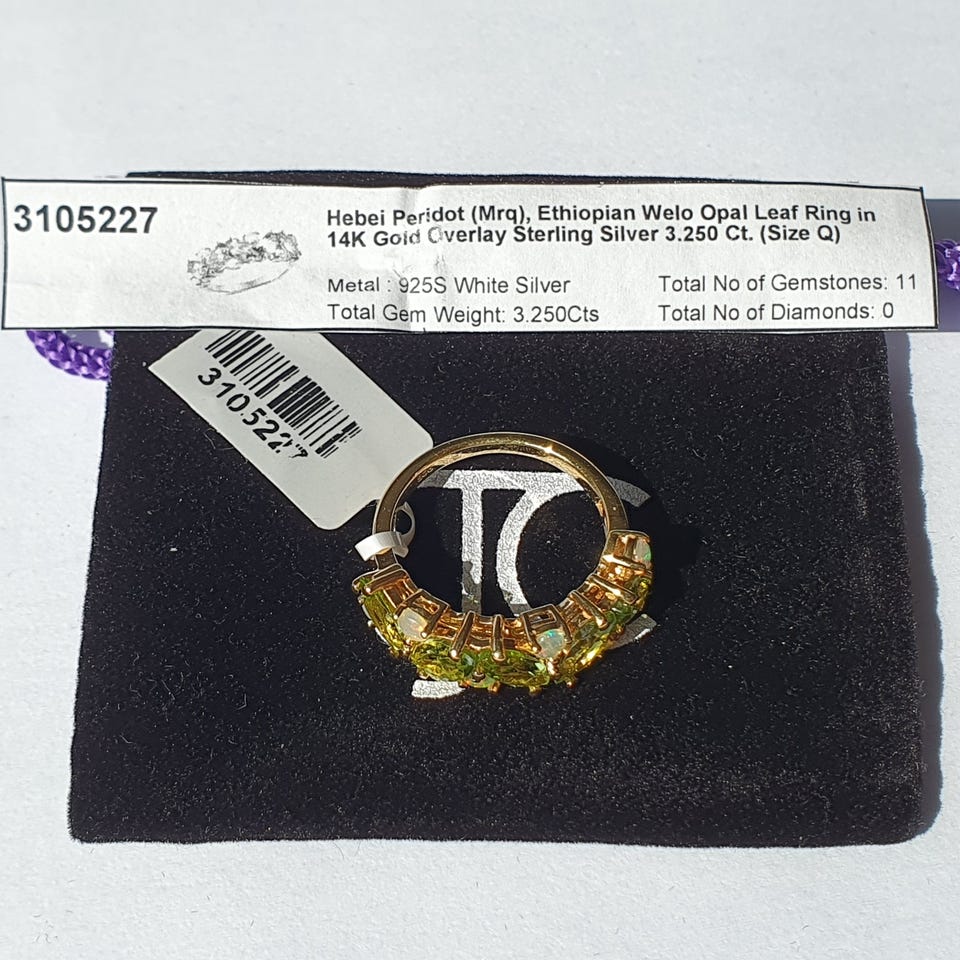 3105227
Hebei Peridot (Mrq), Ethiopian Welo Opal Leaf Ring in
14K Gold Overlay Sterling Silver 3.250 Ct. (Size Q)
Metal : 925S White Silver
Total No of Gemstones: 11
Total Gem Weight: 3.250Cts
Total No of Diamonds: 0
3105227